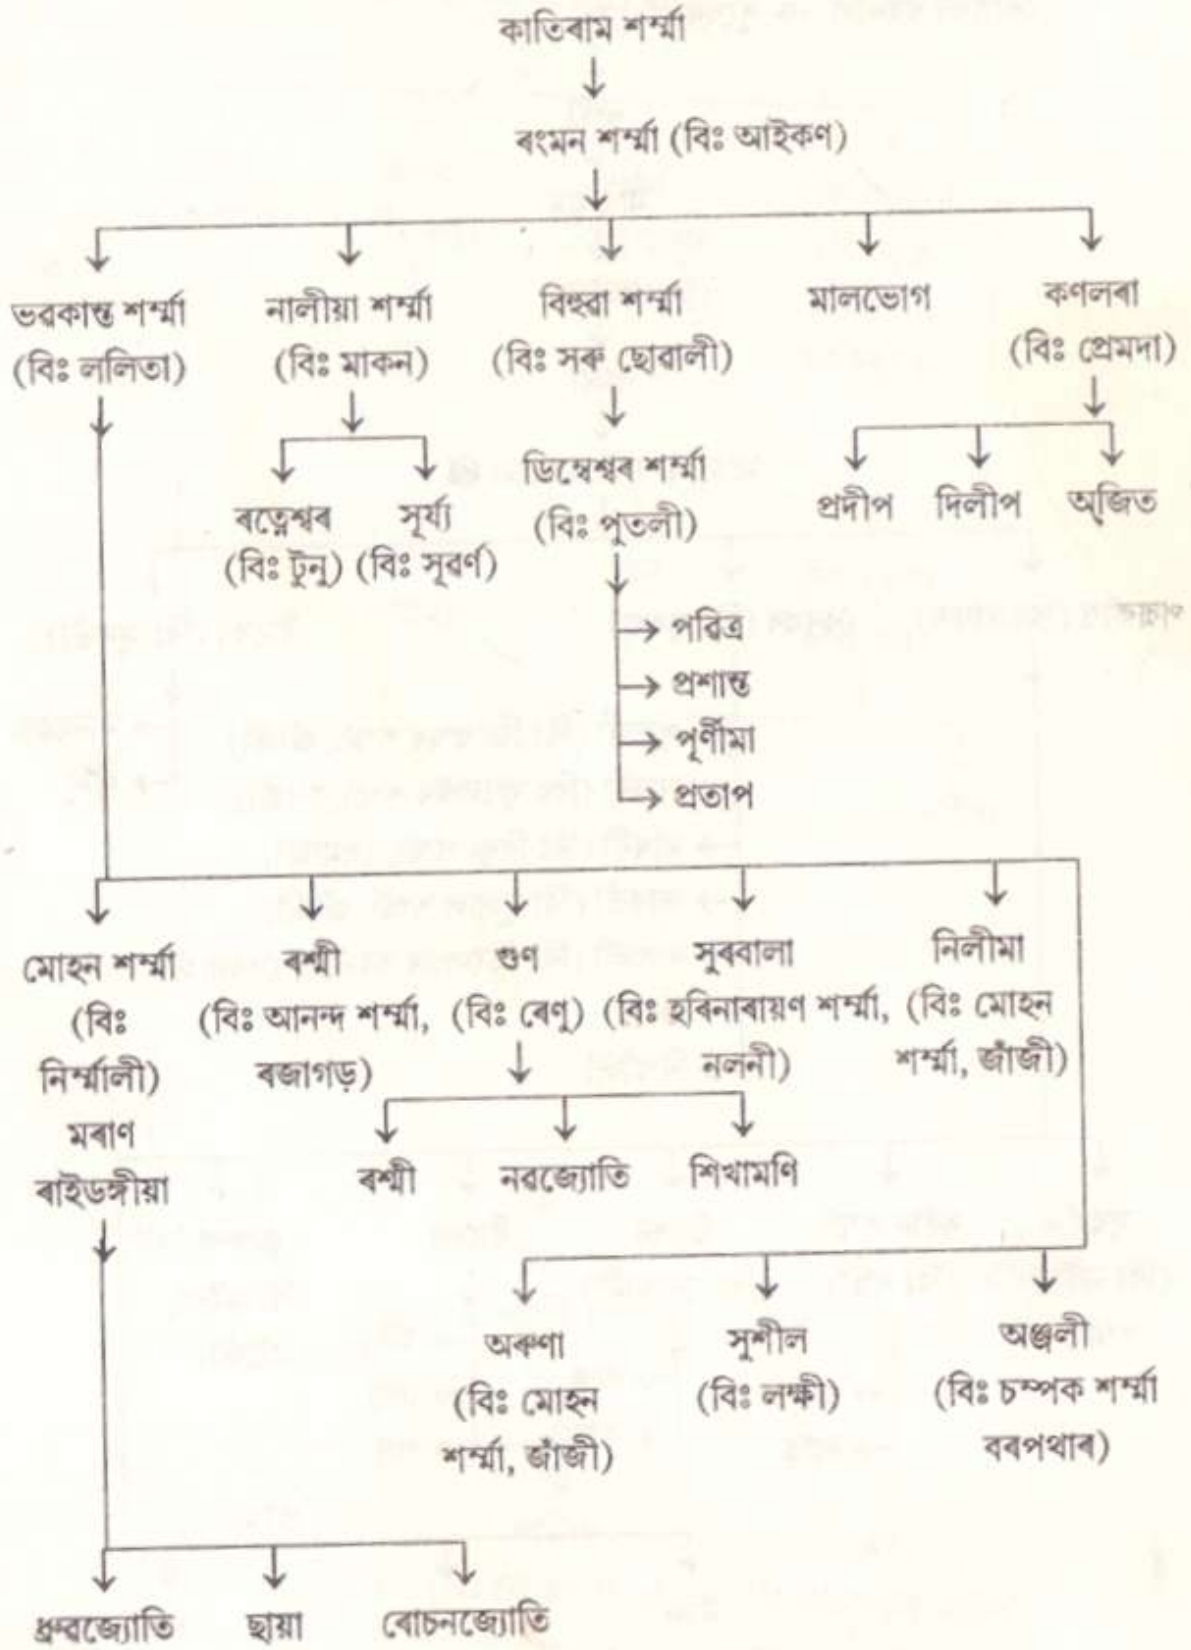 কাতিৰাম শৰ্ম্মা
ৰংমন শৰ্ম্মা (বিঃ আইকণ)
ভৱকান্ত শৰ্ম্মা নালীয়া শৰ্ম্মা বিহুৱা শৰ্ম্মা মালভোগ কণলৰা
(বিঃ ললিতা) (বিঃ মাকন) (বিঃ সৰু ছোৱালী) (বিঃ প্ৰেমদা)
ৰত্নেশ্বৰ সূৰ্য্য ডিম্বেশ্বৰ শৰ্ম্মা প্ৰদীপ দিলীপ অজিত
(বিঃ টুনু) (বিঃ সূৱৰ্ণ) (বিঃ পুতলী)
পৱিত্ৰ
প্ৰশান্ত
পূৰ্ণীমা
প্ৰতাপ
মোহন শৰ্ম্মা ৰশ্মী গুণ সুৰবালা নিলীমা
(বিঃ (বিঃ আনন্দ শৰ্ম্মা, (বিঃ ৰেণু) (বিঃ হৰিনাৰায়ণ শৰ্ম্মা, (বিঃ মোহন
নিৰ্ম্মালী) ৰজাগড়) নলনী) শৰ্ম্মা, জাঁজী)
মৰাণ
ৰাইডঙ্গীয়া ৰশ্মী নৱজ্যোতি শিখামণি
অৰুণা সুশীল অঞ্জলী
(বিঃ মোহন (বিঃ লক্ষী) (বিঃ চম্পক শৰ্ম্মা
শৰ্ম্মা, জাঁজী) বৰপথাৰ)
ধ্ৰুৱজ্যোতি ছায়া ৰোচনজ্যোতি